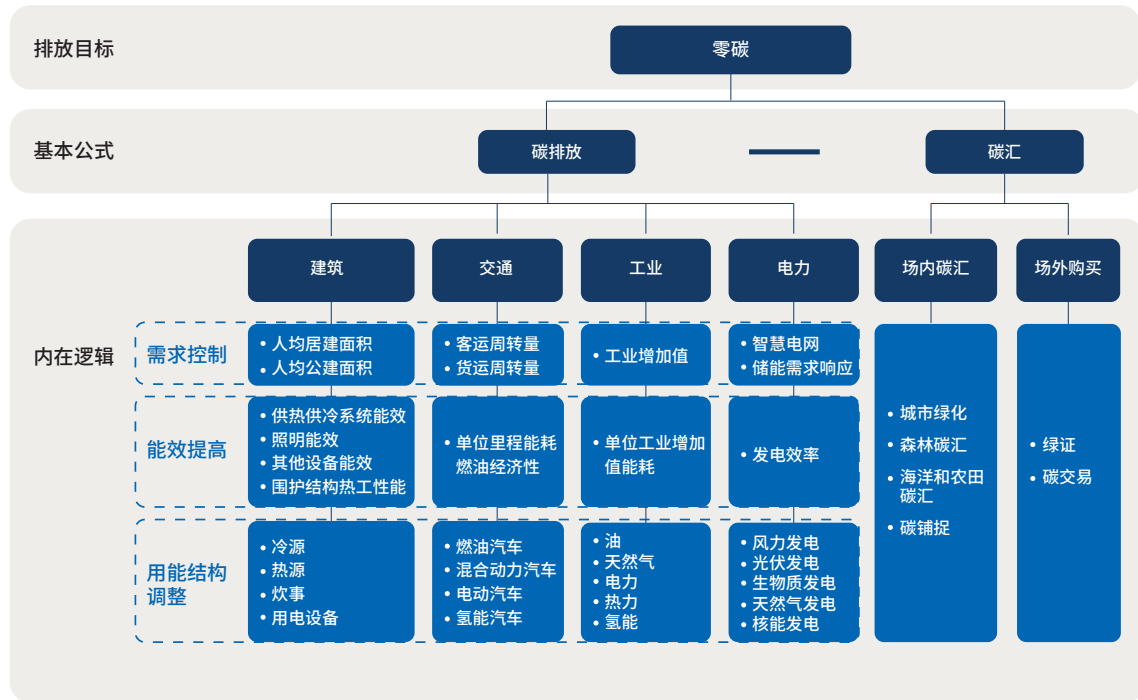 排放目标
零碳
基本公式
碳排放
碳汇
内在逻辑
建筑
交通
工业
电力
场内碳汇
场外购买
需求控制
• 人均居建面积
• 人均公建面积
• 客运周转量
• 货运周转量
• 工业增加值
• 智慧电网
• 储能需求响应
能效提高
• 供热供冷系统能效
• 照明能效
• 其他设备能效
• 围护结构热工性能
• 单位里程能耗
燃油经济性
• 单位工业增加
值能耗
• 发电效率
用能结构
调整
• 冷源
• 热源
• 炊事
• 用电设备
• 燃油汽车
• 混合动力汽车
• 电动汽车
• 氢能汽车
• 油
• 天然气
• 电力
• 热力
• 氢能
• 风力发电
• 光伏发电
• 生物质发电
• 天然气发电
• 核能发电
• 城市绿化
• 森林碳汇
• 海洋和农田
碳汇
• 碳铺捉
• 绿证
• 碳交易